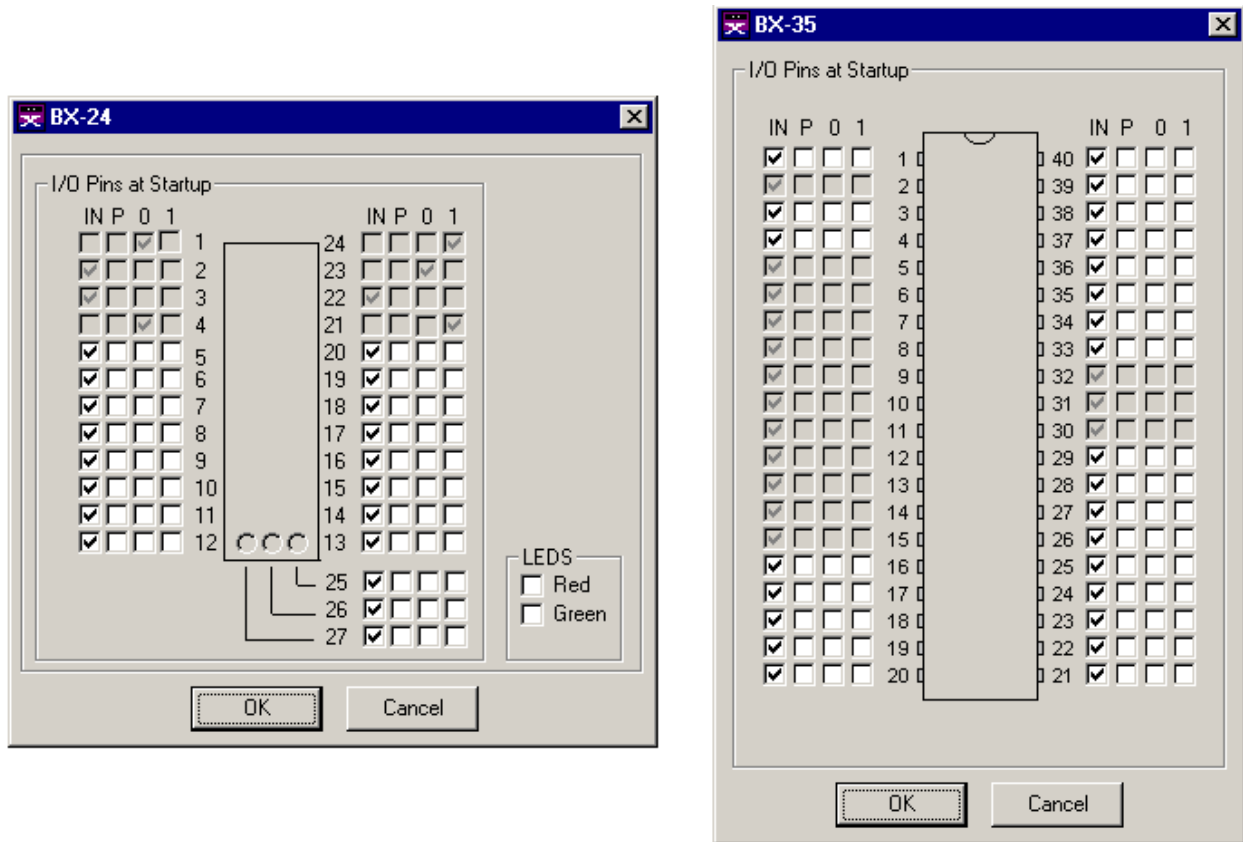 BX-24
I/O Pins at Startup
IN P 0 1
IN P 0 1
1 24
2 23
3 22
4 21
5 20
6 19
7 18
8 17
9 16
10 15
11 14
12 13
25
26
27
LEDS
Red
Green
OK Cancel
BX-35
I/O Pins at Startup
IN P 0 1
IN P 0 1
1 40
2 39
3 38
4 37
5 36
6 35
7 34
8 33
9 32
10 31
11 30
12 29
13 28
14 27
15 26
16 25
17 24
18 23
19 22
20 21
OK Cancel